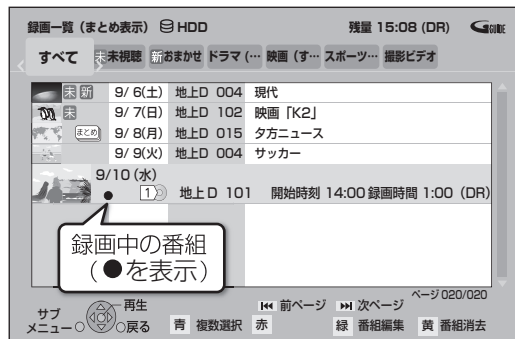 録画一覧（まとめ表示） HDD 残量 15:08 (DR) GGUIDE
すべて 未 未視聴 新 おまかせ ドラマ（… 映画（す… スポーツ… 撮影ビデオ
未 新 9/ 6(土) 地上D 004 現代
未 9/ 7(日) 地上D 102 映画「K2」
まとめ 9/ 8(月) 地上D 015 夕方ニュース
9/ 9(火) 地上D 004 サッカー
9/10 (水)
● 1 地上D 101 開始時刻 14:00 録画時間 1:00 (DR)
録画中の番組
（●を表示）
ページ 020/020
サブメニュー 再生 戻る
⏮ 前ページ ⏭ 次ページ
青 複数選択 赤 緑 番組編集 黄 番組消去